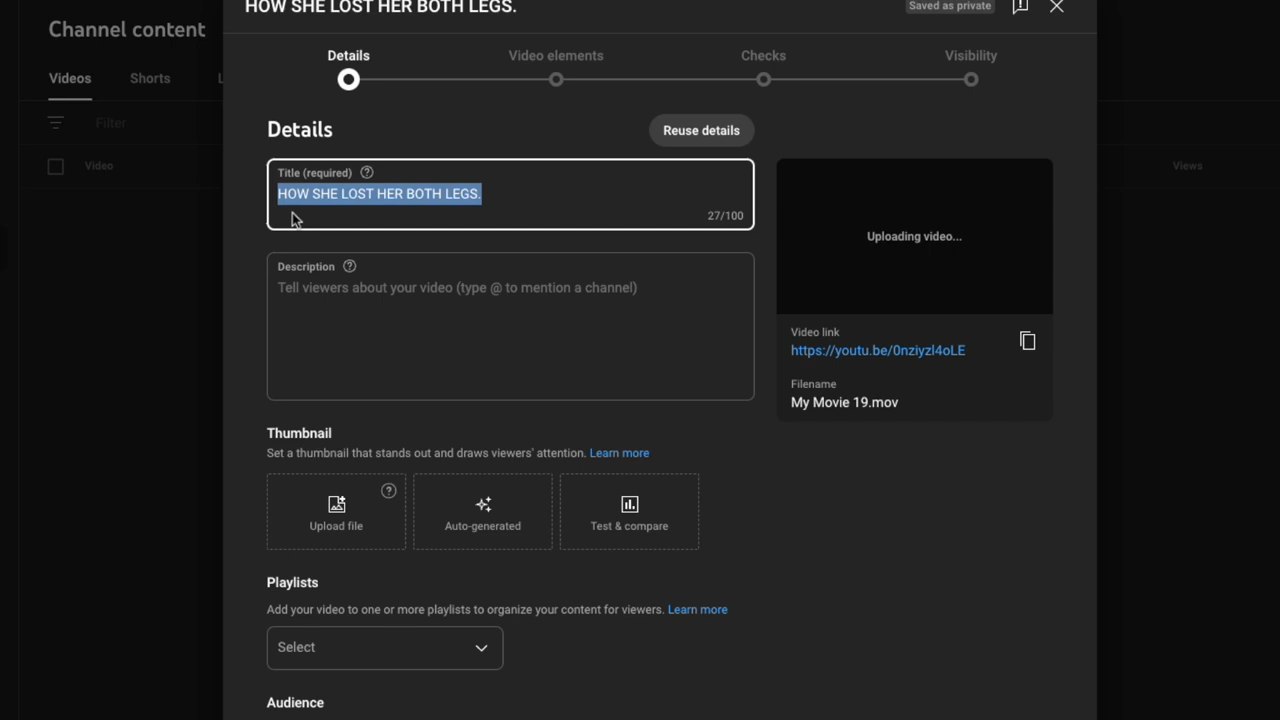 HOW SHE LOST HER BOTH LEGS.
Saved as private
Channel content
Details
Video elements
Checks
Visibility
Videos
Shorts
L
Filter
Details
Reuse details
Video
Views
Title (required)
HOW SHE LOST HER BOTH LEGS.
27/100
Uploading video...
Description
Tell viewers about your video (type @ to mention a channel)
Video link
https://youtu.be/0nziyzl4oLE
Filename
My Movie 19.mov
Thumbnail
Set a thumbnail that stands out and draws viewers' attention. Learn more
Upload file
Auto-generated
Test & compare
Playlists
Add your video to one or more playlists to organize your content for viewers. Learn more
Select
Audience